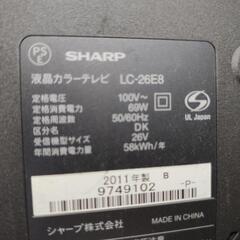 PS
E
SHARP
液晶カラーテレビ LC-26E8
定格電圧： 100V~
定格消費電力： 69W
定格周波数： 50/60Hz
区分名： DK
受信機型サイズ： 26V
年間消費電力量： 58kWh/年
UL Japan
2011年製 B
9749102 -P-
シャープ株式会社
MADE IN CHINA